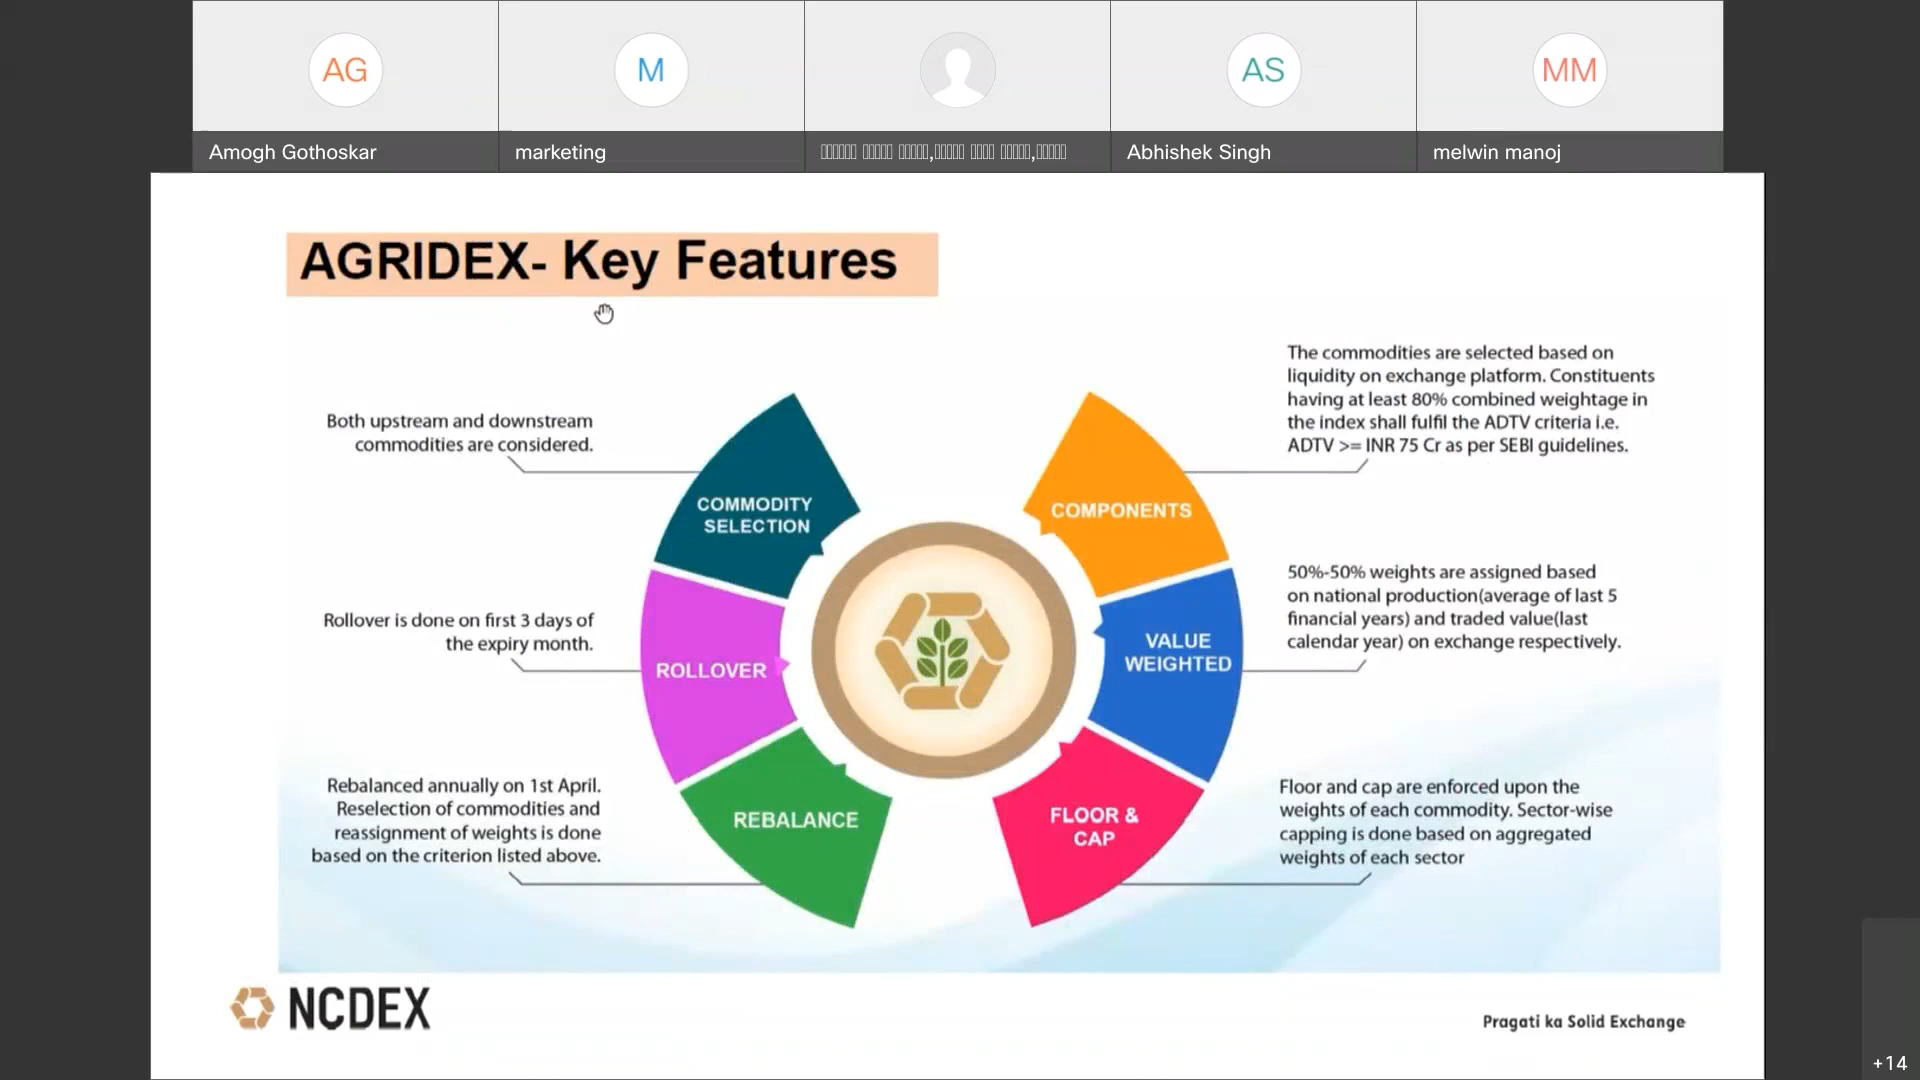 AG
M
AS
MM
Amogh Gothoskar
marketing
Abhishek Singh
melwin manoj
AGRIDEX- Key Features
Both upstream and downstream
commodities are considered.
COMMODITY
SELECTION
Rollover is done on first 3 days of
the expiry month.
ROLLOVER
Rebalanced annually on 1st April.
Reselection of commodities and
reassignment of weights is done
based on the criterion listed above.
REBALANCE
The commodities are selected based on
liquidity on exchange platform. Constituents
having at least 80% combined weightage in
the index shall fulfil the ADTV criteria i.e.
ADTV >= INR 75 Cr as per SEBI guidelines.
COMPONENTS
50%-50% weights are assigned based
on national production(average of last 5
financial years) and traded value(last
calendar year) on exchange respectively.
VALUE
WEIGHTED
Floor and cap are enforced upon the
weights of each commodity. Sector-wise
capping is done based on aggregated
weights of each sector
FLOOR &
CAP
NCDEX
Pragati ka Solid Exchange
+14